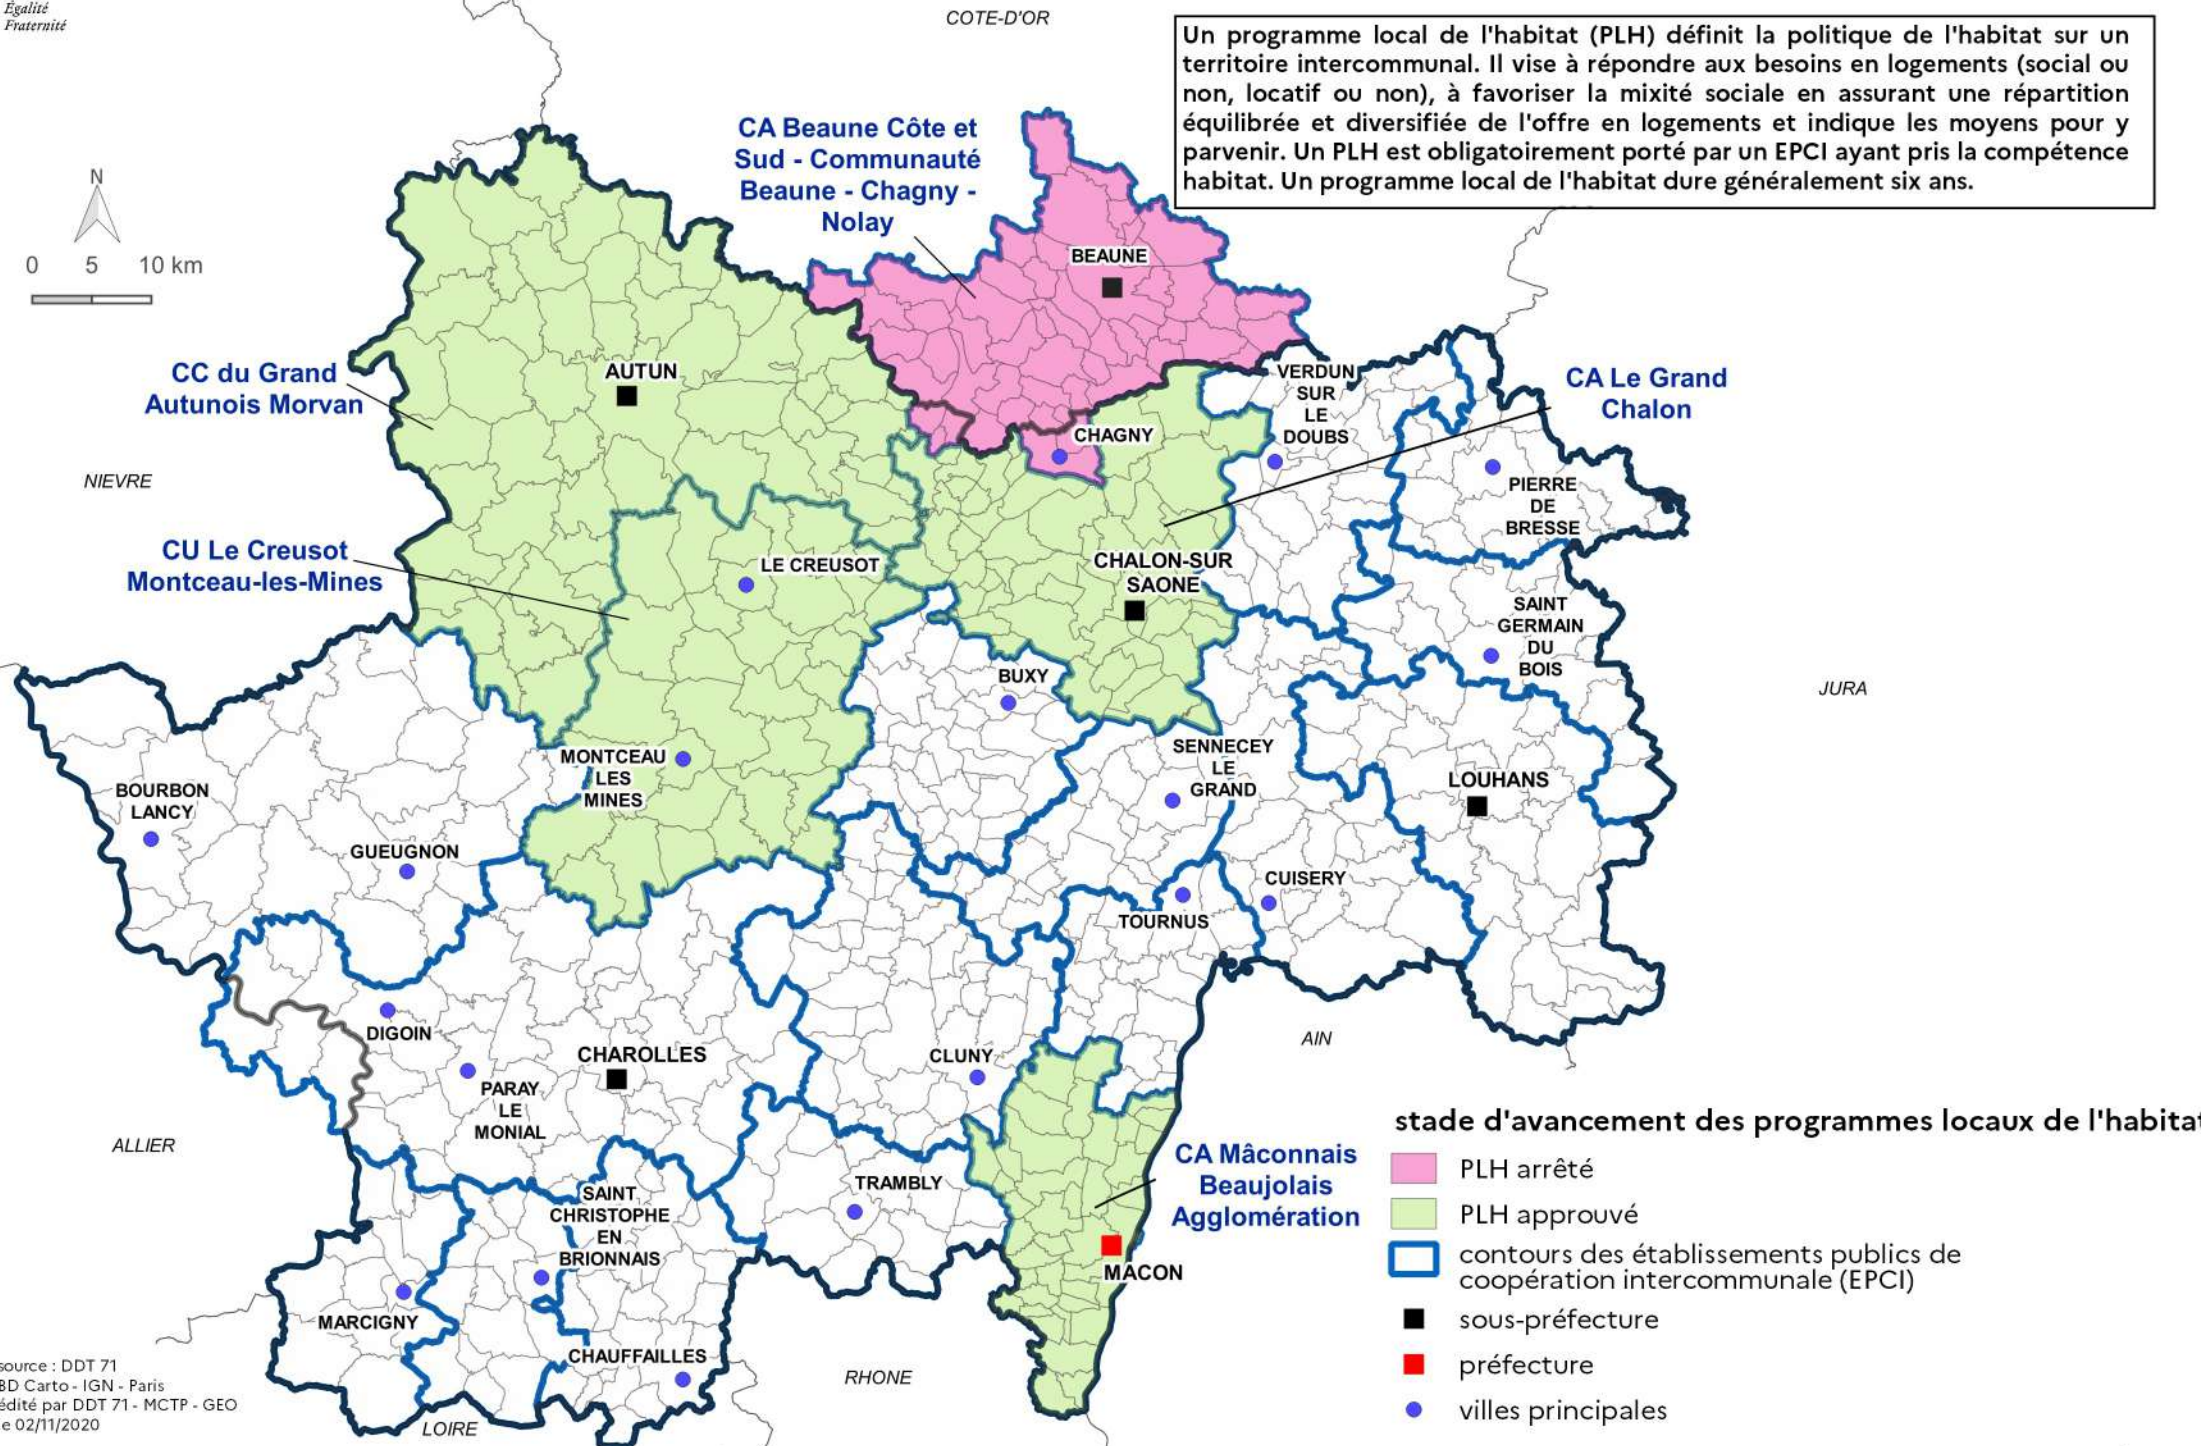 Égalité
Fraternité
COTE-D'OR
Un programme local de l'habitat (PLH) définit la politique de l'habitat sur un
territoire intercommunal. Il vise à répondre aux besoins en logements (social ou
non, locatif ou non), à favoriser la mixité sociale en assurant une répartition
équilibrée et diversifiée de l'offre en logements et indique les moyens pour y
parvenir. Un PLH est obligatoirement porté par un EPCI ayant pris la compétence
habitat. Un programme local de l'habitat dure généralement six ans.
CA Beaune Côte et
Sud - Communauté
Beaune - Chagny -
Nolay
N
0 5 10 km
BEAUNE
CC du Grand
Autunois Morvan
AUTUN
VERDUN
SUR
LE
DOUBS
CA Le Grand
Chalon
CHAGNY
NIEVRE
PIERRE
DE
BRESSE
CU Le Creusot
Montceau-les-Mines
LE CREUSOT
CHALON-SUR
SAONE
SAINT
GERMAIN
DU
BOIS
BUXY
JURA
MONTCEAU
LES
MINES
SENNECEY
LE
GRAND
BOURBON
LANCY
LOUHANS
GUEUGNON
CUISERY
TOURNUS
DIGOIN
AIN
CHAROLLES
CLUNY
PARAY
LE
MONIAL
ALLIER
CA Mâconnais
Beaujolais
Agglomération
TRAMBLY
SAINT
CHRISTOPHE
EN
BRIONNAIS
MACON
MARCIGNY
CHAUFFAILLES
RHONE
LOIRE
stade d'avancement des programmes locaux de l'habitat
PLH arrêté
PLH approuvé
contours des établissements publics de
coopération intercommunale (EPCI)
sous-préfecture
préfecture
villes principales
source : DDT 71
BD Carto - IGN - Paris
édité par DDT 71 - MCTP - GEO
le 02/11/2020